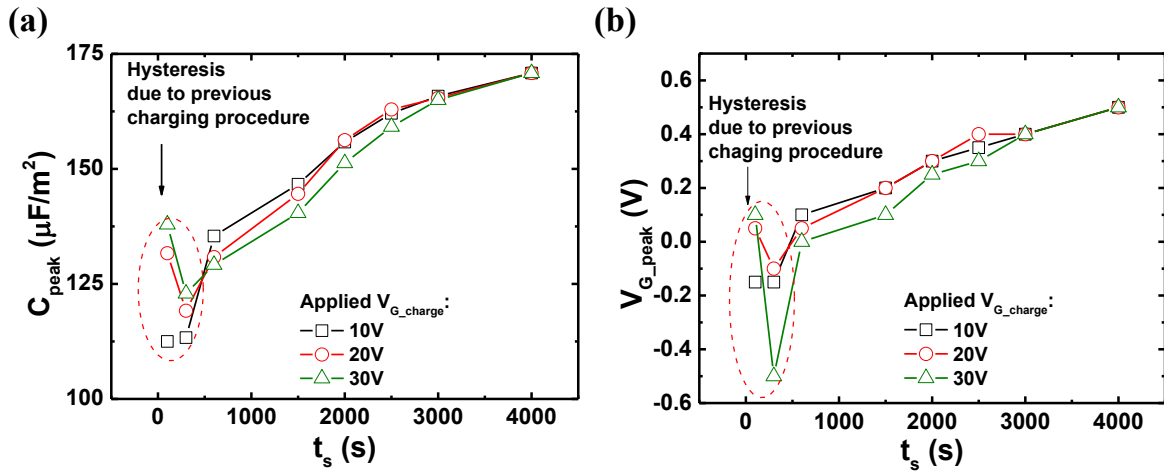 (a)
175
150
125
100
C_peak (μF/m²)
Hysteresis
due to previous
charging procedure
Applied V_G_charge:
10V
20V
30V
0 1000 2000 3000 4000
t_s (s)
(b)
0.6
0.4
0.2
0.0
-0.2
-0.4
-0.6
V_G_peak (V)
Hysteresis
due to previous
chaging procedure
Applied V_G_charge:
10V
20V
30V
0 1000 2000 3000 4000
t_s (s)